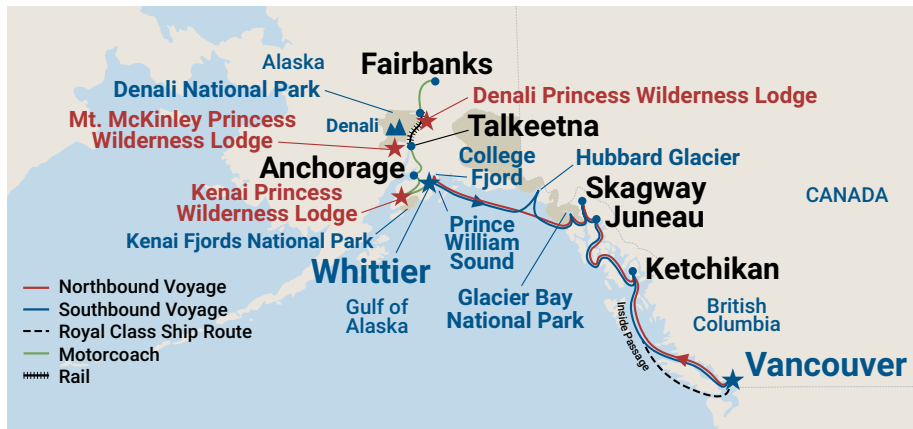 Alaska
Fairbanks
Denali National Park
Denali Princess Wilderness Lodge
Mt. McKinley Princess
Wilderness Lodge
Denali
Talkeetna
Anchorage
College
Fjord
Hubbard Glacier
Kenai Princess
Wilderness Lodge
Skagway
Juneau
CANADA
Kenai Fjords National Park
Prince
William
Sound
Whittier
Ketchikan
Gulf of
Alaska
Glacier Bay
National Park
British
Columbia
Inside Passage
Vancouver
Northbound Voyage
Southbound Voyage
Royal Class Ship Route
Motorcoach
Rail